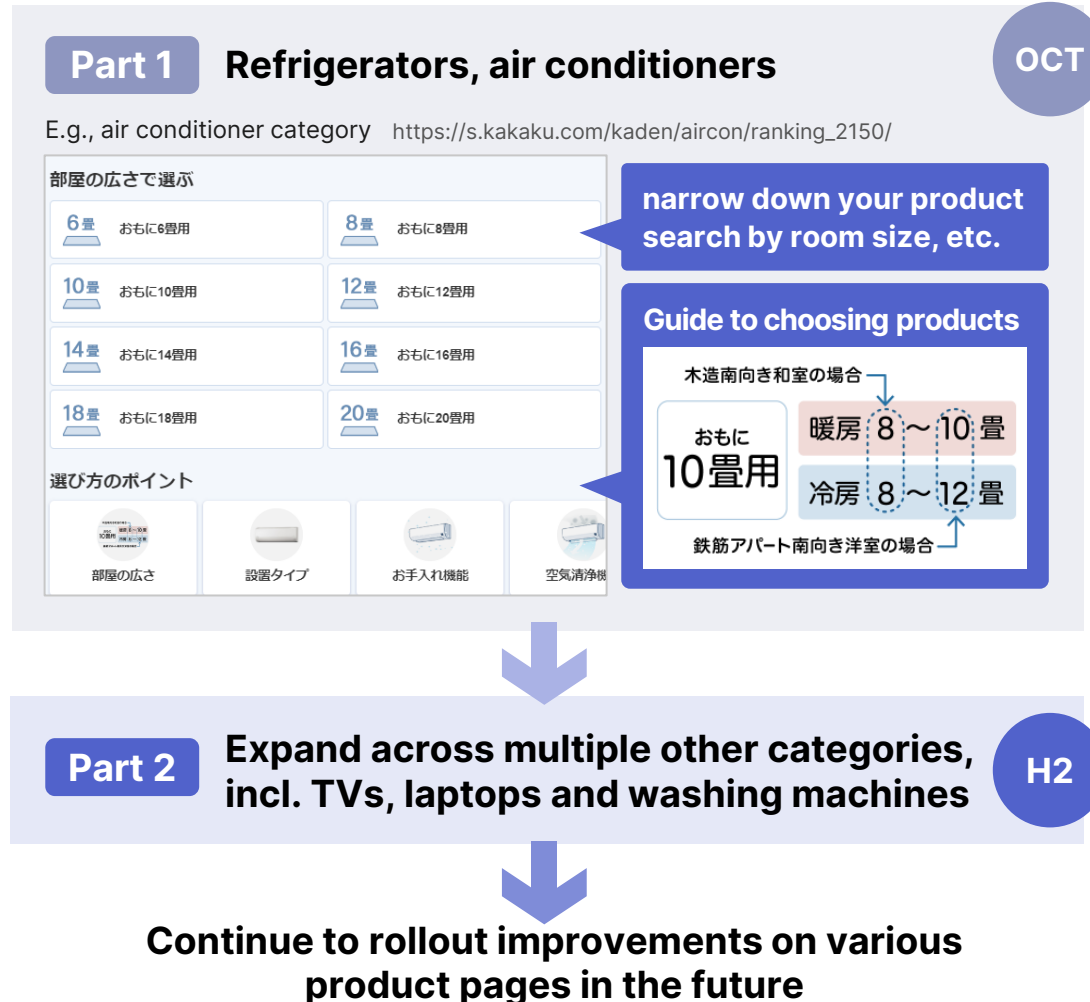 Part 1 Refrigerators, air conditioners
OCT
E.g., air conditioner category https://s.kakaku.com/kaden/aircon/ranking_2150/
部屋の広さで選ぶ
6畳 おもに6畳用
8畳 おもに8畳用
10畳 おもに10畳用
12畳 おもに12畳用
14畳 おもに14畳用
16畳 おもに16畳用
18畳 おもに18畳用
20畳 おもに20畳用
選び方のポイント
部屋の広さ
設置タイプ
お手入れ機能
空気清浄機
narrow down your product
search by room size, etc.
Guide to choosing products
木造南向き和室の場合
おもに
10畳用
暖房 8～10 畳
冷房 8～12 畳
鉄筋アパート南向き洋室の場合
Part 2
Expand across multiple other categories,
incl. TVs, laptops and washing machines
H2
Continue to rollout improvements on various
product pages in the future